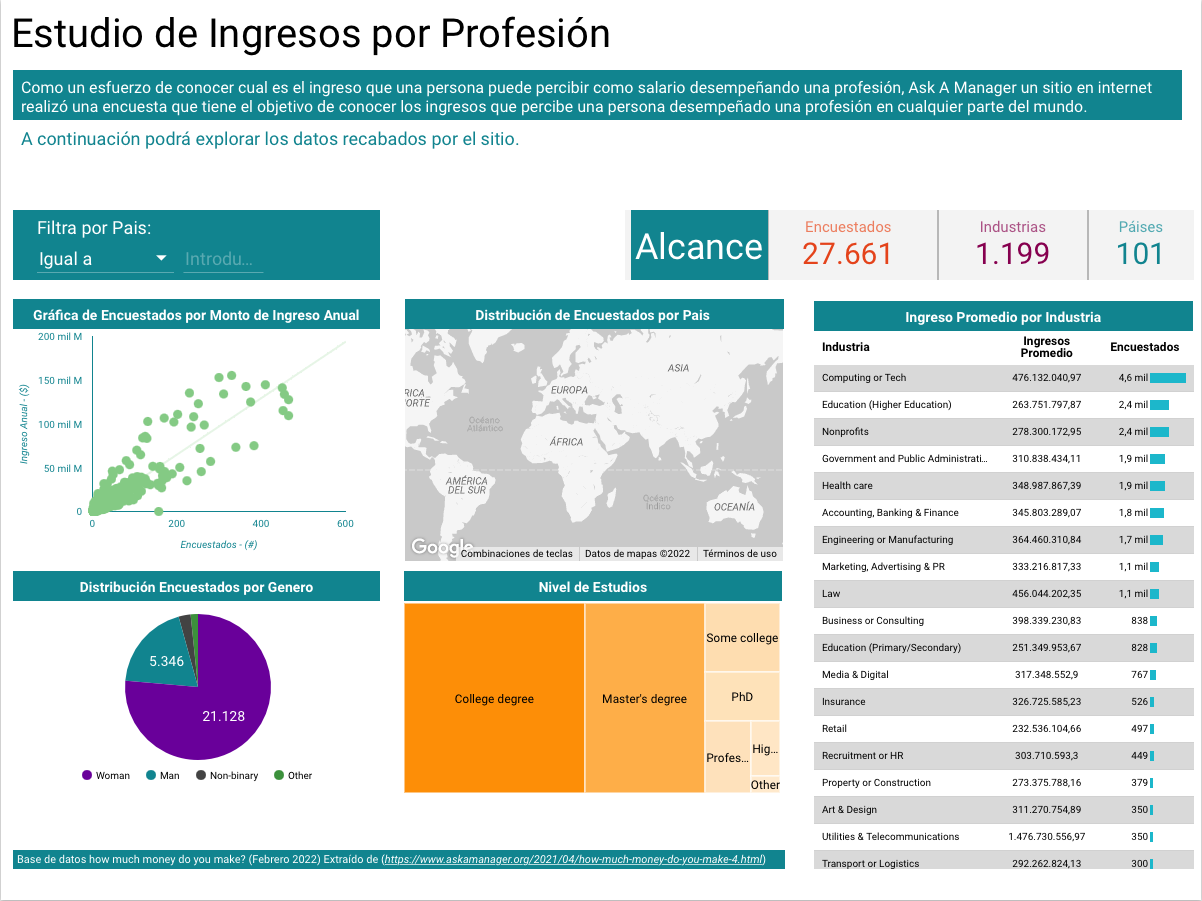 Estudio de Ingresos por Profesión
Como un esfuerzo de conocer cual es el ingreso que una persona puede percibir como salario desempeñando una profesión, Ask A Manager un sitio en internet
realizó una encuesta que tiene el objetivo de conocer los ingresos que percibe una persona desempeñado una profesión en cualquier parte del mundo.
A continuación podrá explorar los datos recabados por el sitio.
Filtra por Pais:
Igual a
Introdu...
Alcance
Encuestados
27.661
Industrias
1.199
Páises
101
Gráfica de Encuestados por Monto de Ingreso Anual
200 mil M
150 mil M
100 mil M
50 mil M
0
Ingreso Anual - ($)
0 200 400 600
Encuestados - (#)
Distribución de Encuestados por Pais
RICA
ORTE
EUROPA
ASIA
Océano
Atlántico
ÁFRICA
AMÉRICA
DEL SUR
Océano
Índico
OCEANÍA
Google
Combinaciones de teclas Datos de mapas ©2022 Términos de uso
Distribución Encuestados por Genero
5.346
21.128
Woman Man Non-binary Other
Nivel de Estudios
College degree
Master's degree
Some college
PhD
Profes...
Hig...
Other
Ingreso Promedio por Industria
Industria Ingresos Promedio Encuestados
Computing or Tech 476.132.040,97 4,6 mil
Education (Higher Education) 263.751.797,87 2,4 mil
Nonprofits 278.300.172,95 2,4 mil
Government and Public Administrati... 310.838.434,11 1,9 mil
Health care 348.987.867,39 1,9 mil
Accounting, Banking & Finance 345.803.289,07 1,8 mil
Engineering or Manufacturing 364.460.310,84 1,7 mil
Marketing, Advertising & PR 333.216.817,33 1,1 mil
Law 456.044.202,35 1,1 mil
Business or Consulting 398.339.230,83 838
Education (Primary/Secondary) 251.349.953,67 828
Media & Digital 317.348.552,9 767
Insurance 326.725.585,23 526
Retail 232.536.104,66 497
Recruitment or HR 303.710.593,3 449
Property or Construction 273.375.788,16 379
Art & Design 311.270.754,89 350
Utilities & Telecommunications 1.476.730.556,97 350
Transport or Logistics 292.262.824,13 300
Base de datos how much money do you make? (Febrero 2022) Extraído de (https://www.askamanager.org/2021/04/how-much-money-do-you-make-4.html)